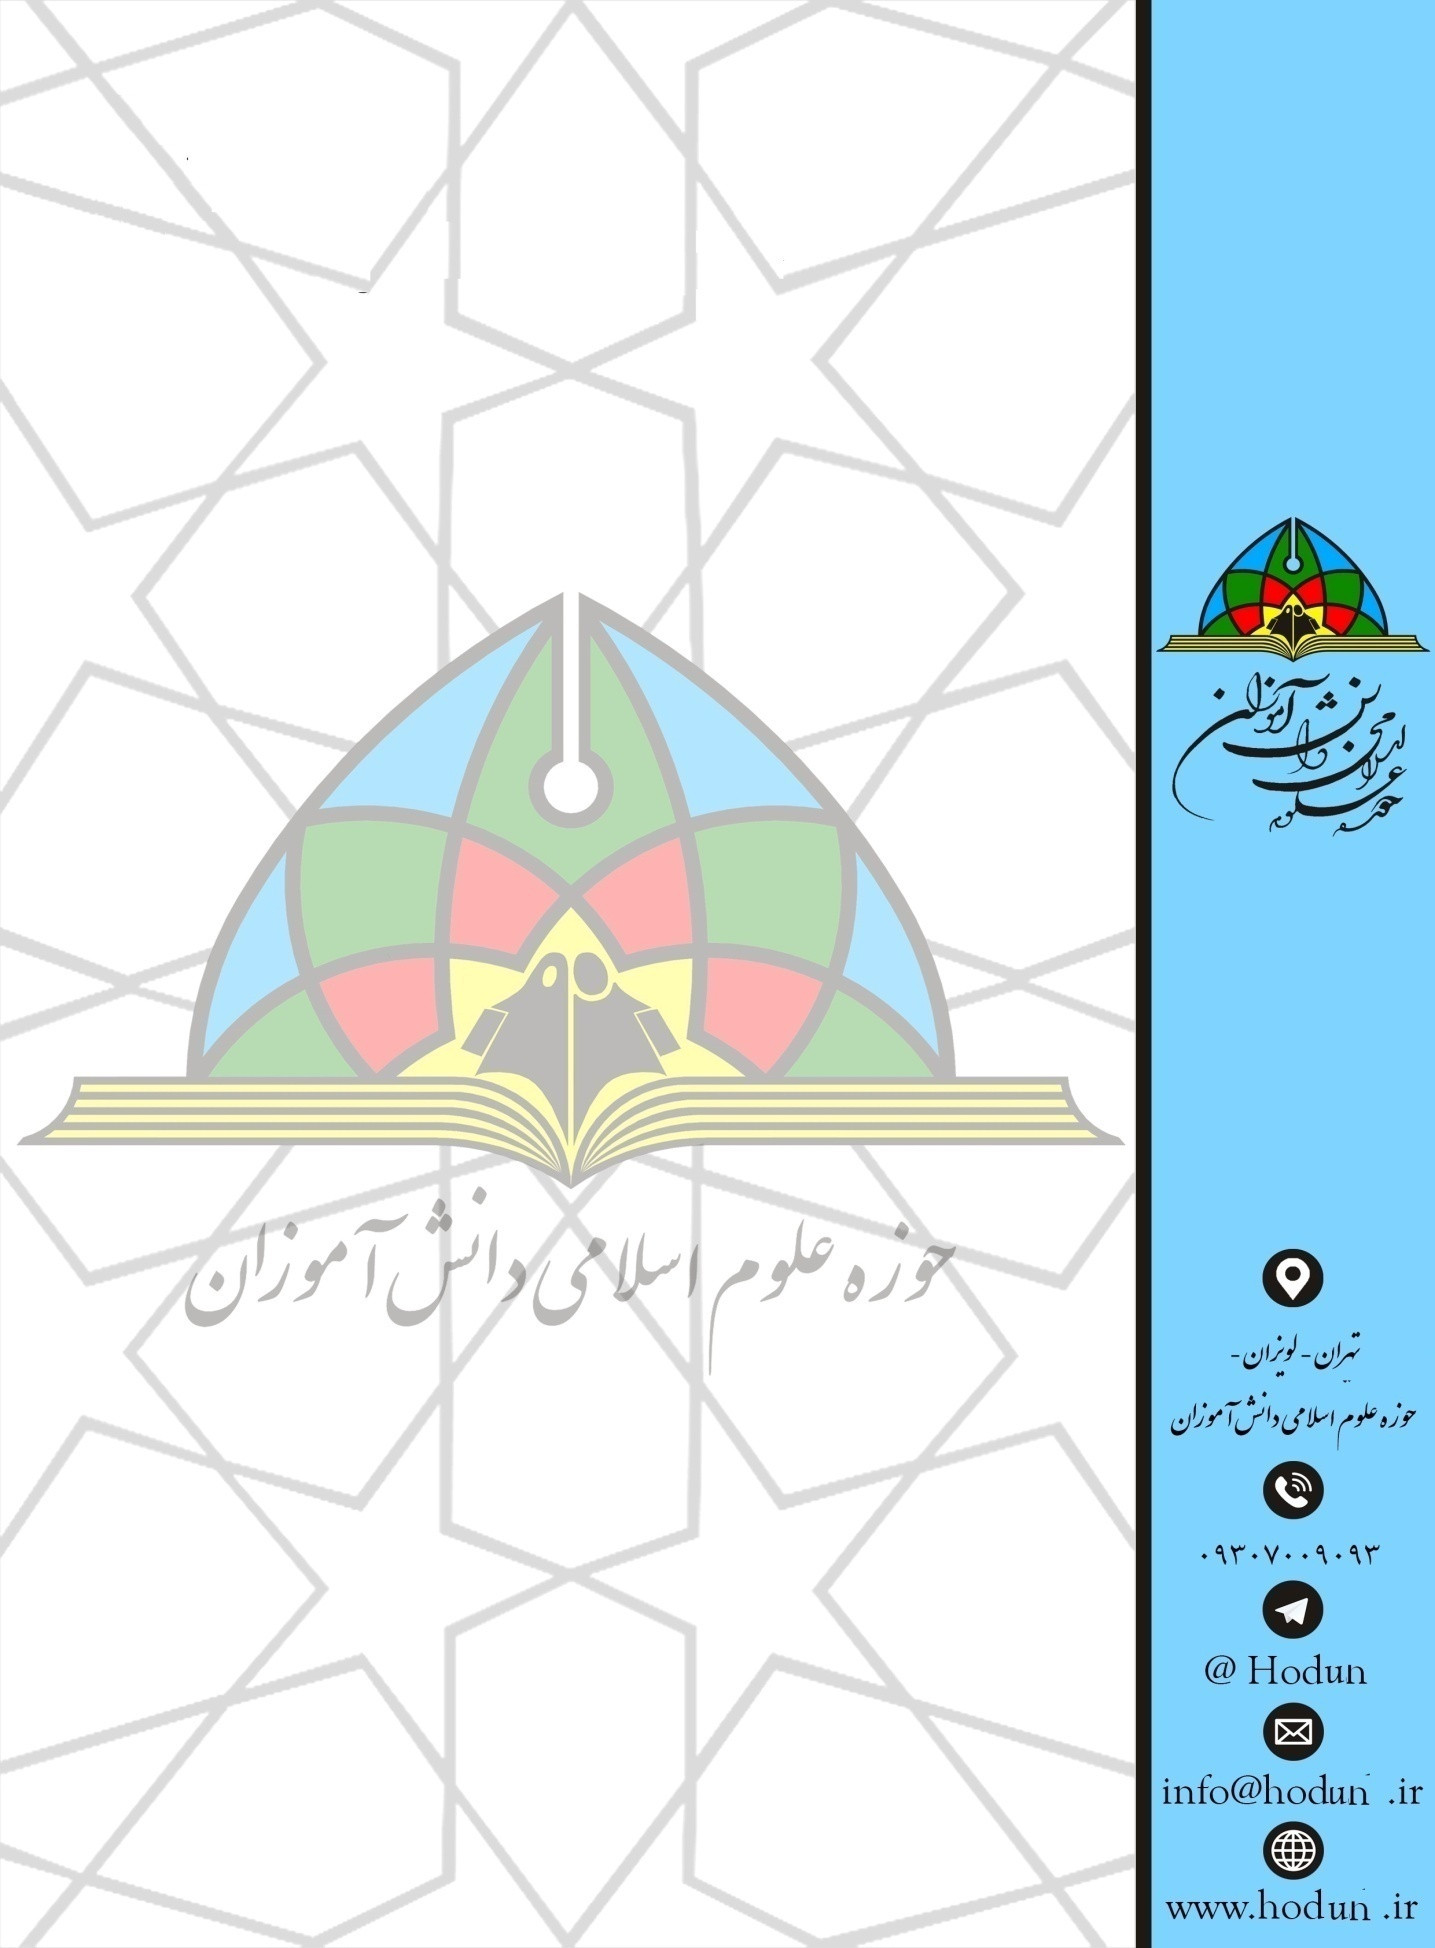 حوزه علوم اسلامی دانش آموزان
حوزه علوم اسلامی دانش آموزان
تهران - لویزان -
حوزه علوم اسلامی دانش آموزان
۰۹۳۰۷۰۰۹۰۹۳
@ Hodun
info@hodun .ir
www.hodun .ir